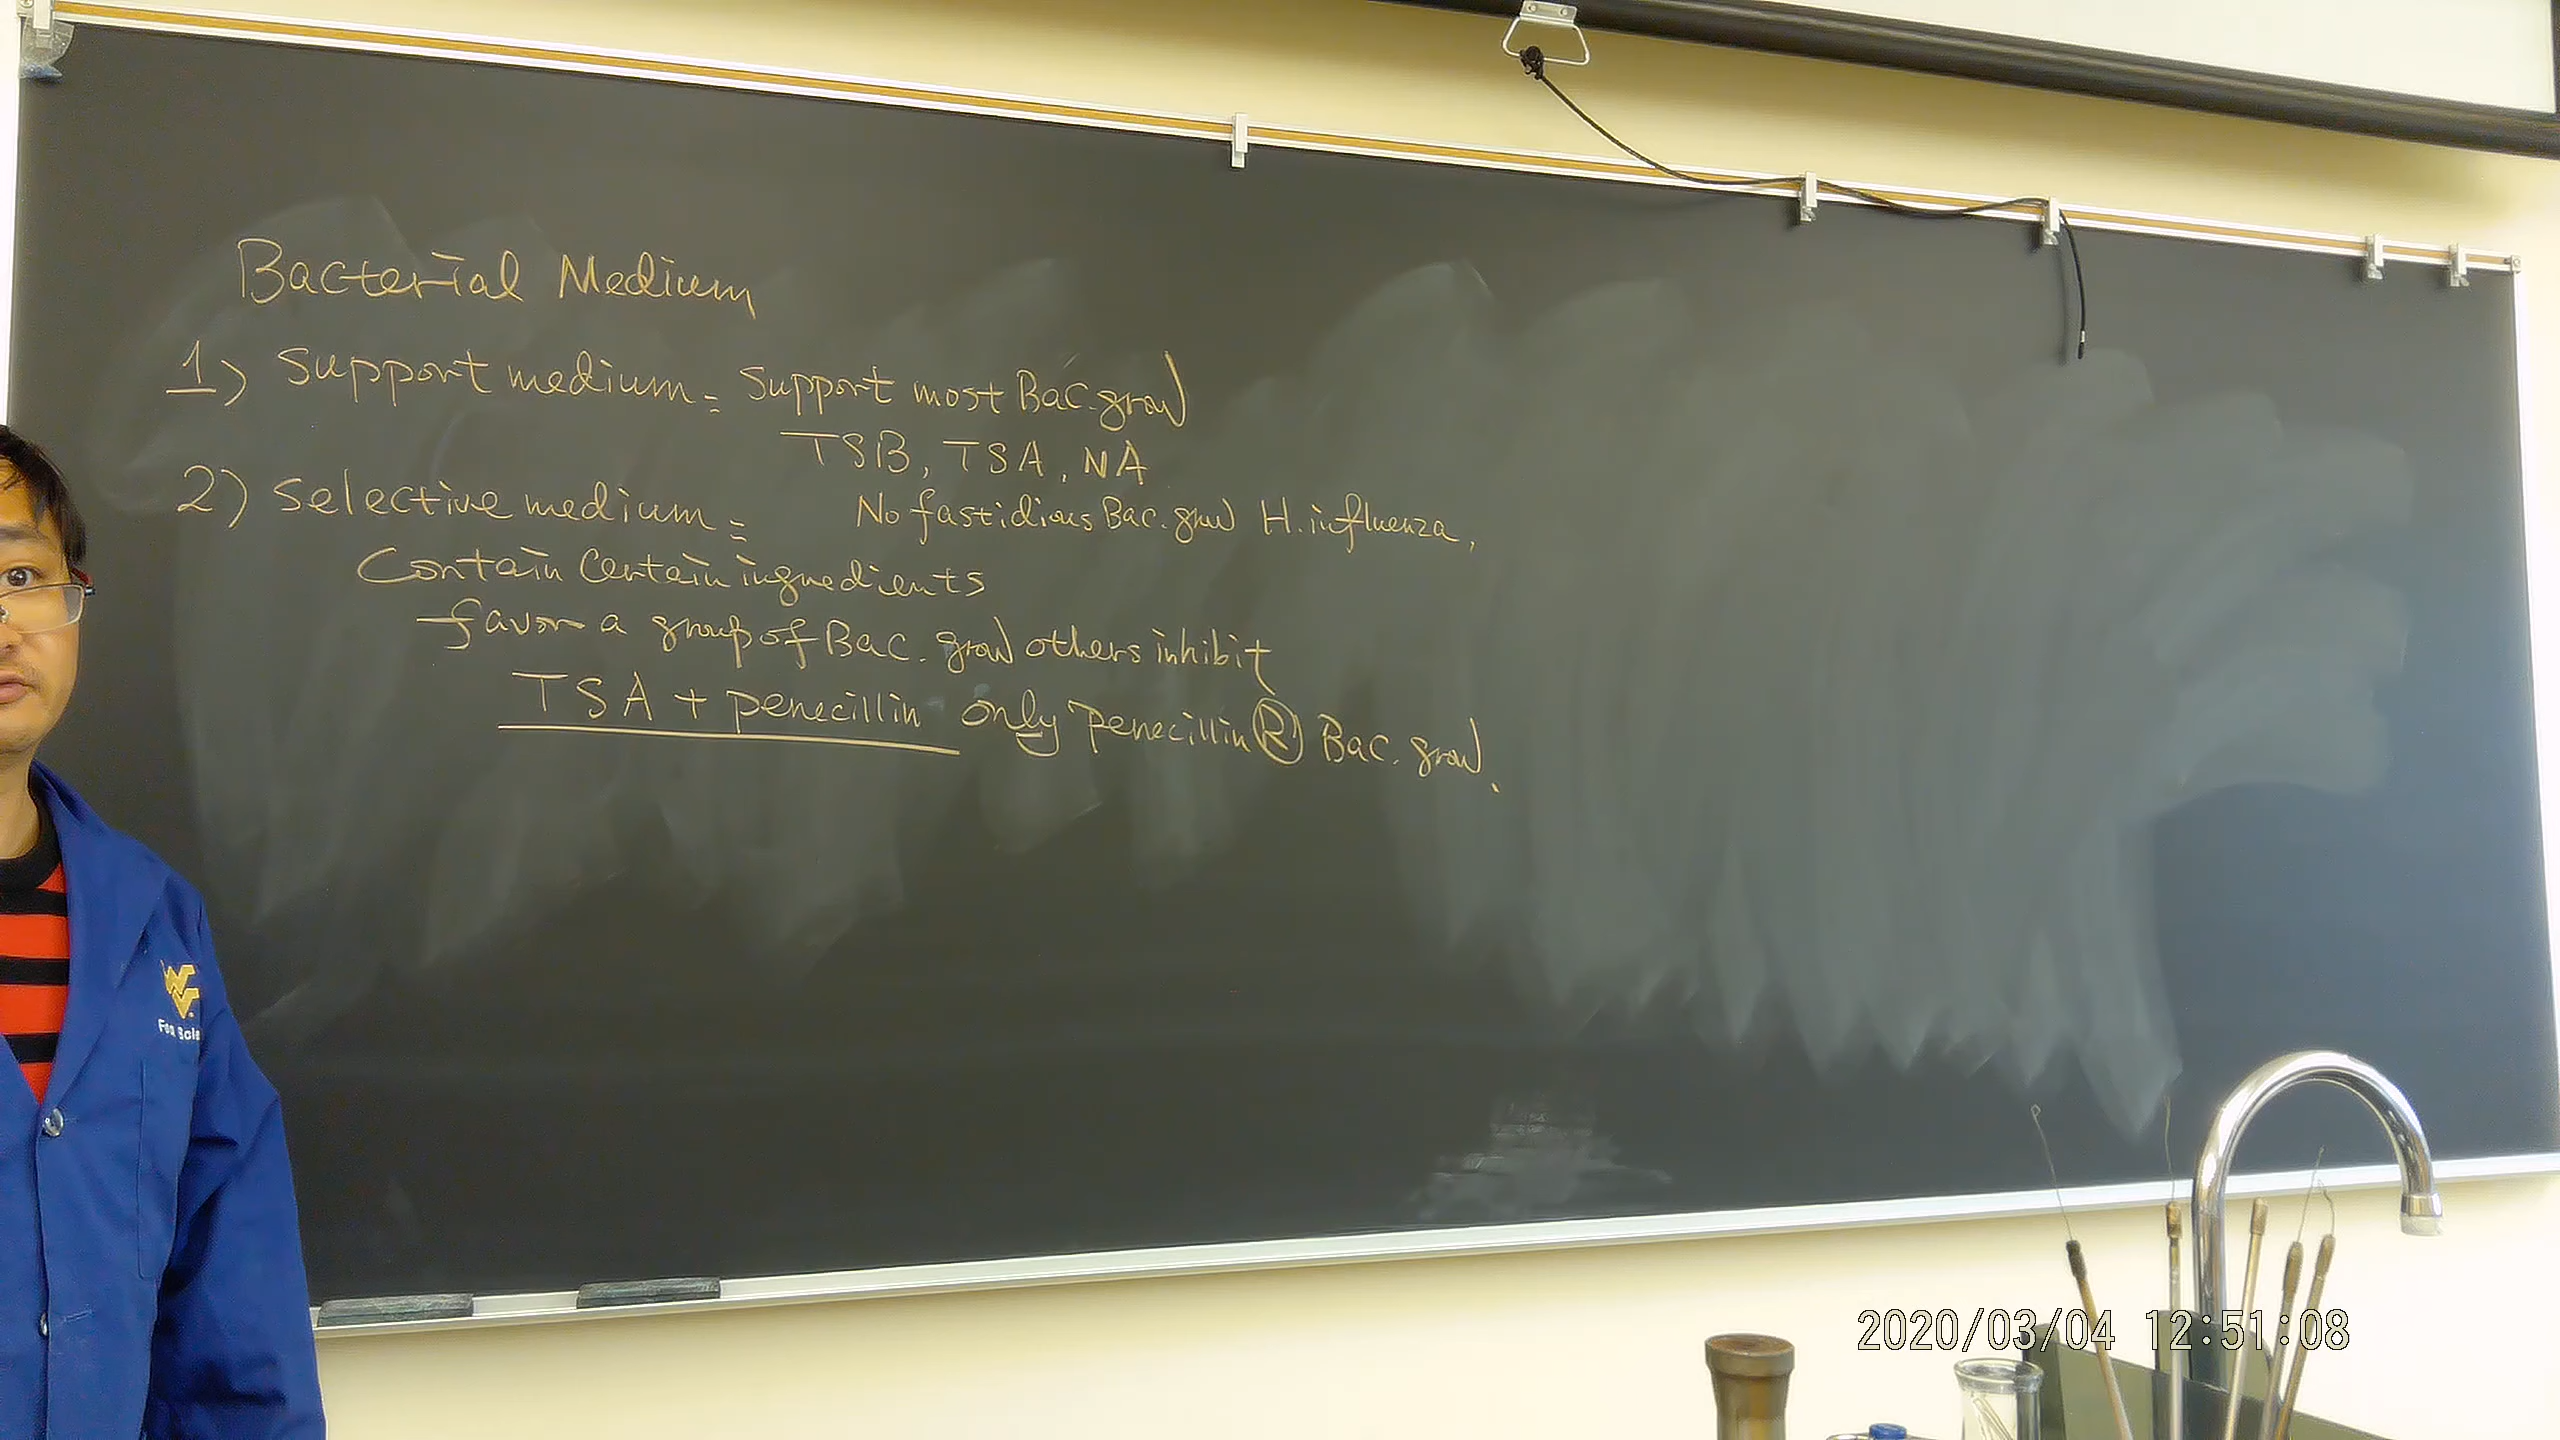 Bacterial Medium
1) Support medium = Support most Bac. grow
TSB, TSA, NA
2) Selective medium = No fastidious Bac. grow H. influenza,
Contain Certain ingredients
favor a group of Bac. grow others inhibit
TSA + penecillin only penecillin Ⓡ Bac. grow.
WV
2020/03/04 12:51:08